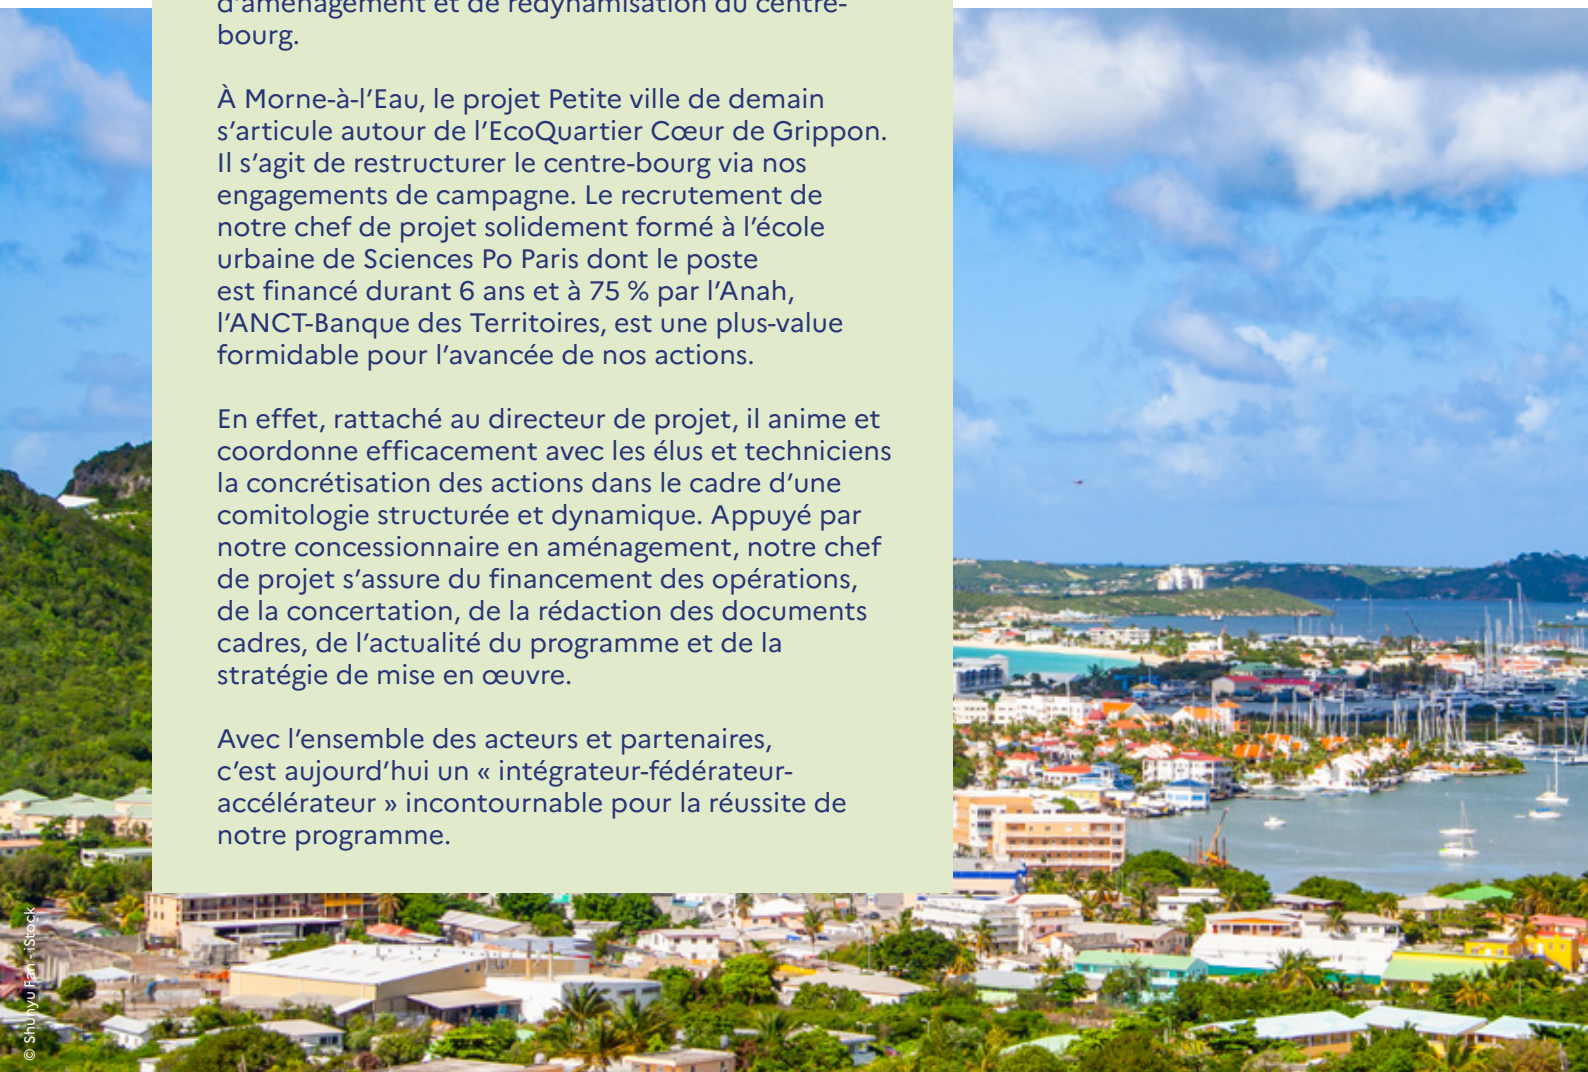 d'aménagement et de redynamisation du centre-
bourg.
À Morne-à-l'Eau, le projet Petite ville de demain
s'articule autour de l'EcoQuartier Cœur de Grippon.
Il s'agit de restructurer le centre-bourg via nos
engagements de campagne. Le recrutement de
notre chef de projet solidement formé à l'école
urbaine de Sciences Po Paris dont le poste
est financé durant 6 ans et à 75 % par l'Anah,
l'ANCT-Banque des Territoires, est une plus-value
formidable pour l'avancée de nos actions.
En effet, rattaché au directeur de projet, il anime et
coordonne efficacement avec les élus et techniciens
la concrétisation des actions dans le cadre d'une
comitologie structurée et dynamique. Appuyé par
notre concessionnaire en aménagement, notre chef
de projet s'assure du financement des opérations,
de la concertation, de la rédaction des documents
cadres, de l'actualité du programme et de la
stratégie de mise en œuvre.
Avec l'ensemble des acteurs et partenaires,
c'est aujourd'hui un « intégrateur-fédérateur-
accélérateur » incontournable pour la réussite de
notre programme.
© Shunyu Fan - iStock